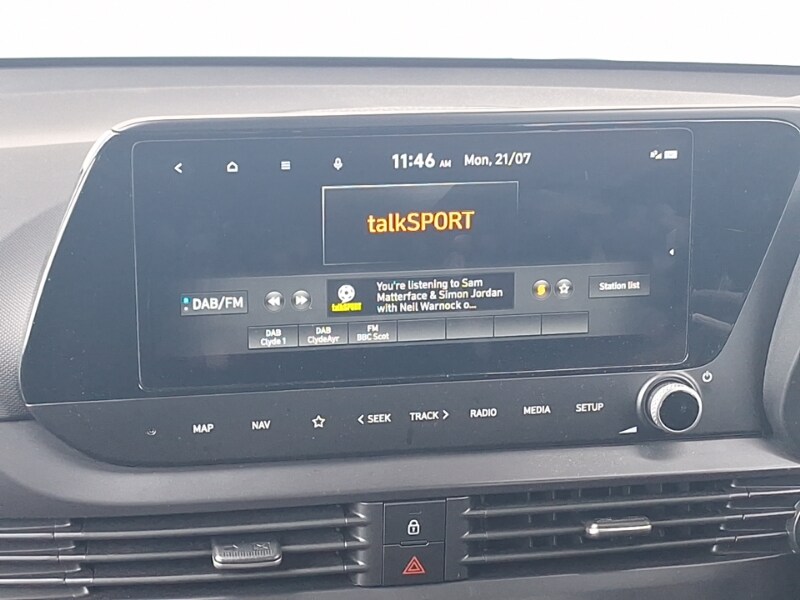 11:46 AM Mon, 21/07
talkSPORT
DAB/FM
talkSPORT
You're listening to Sam
Matterface & Simon Jordan
with Neil Warnock o...
Station list
DAB
Clyde 1
DAB
ClydeAyr
FM
BBC Scot
MAP
NAV
SEEK
TRACK
RADIO
MEDIA
SETUP